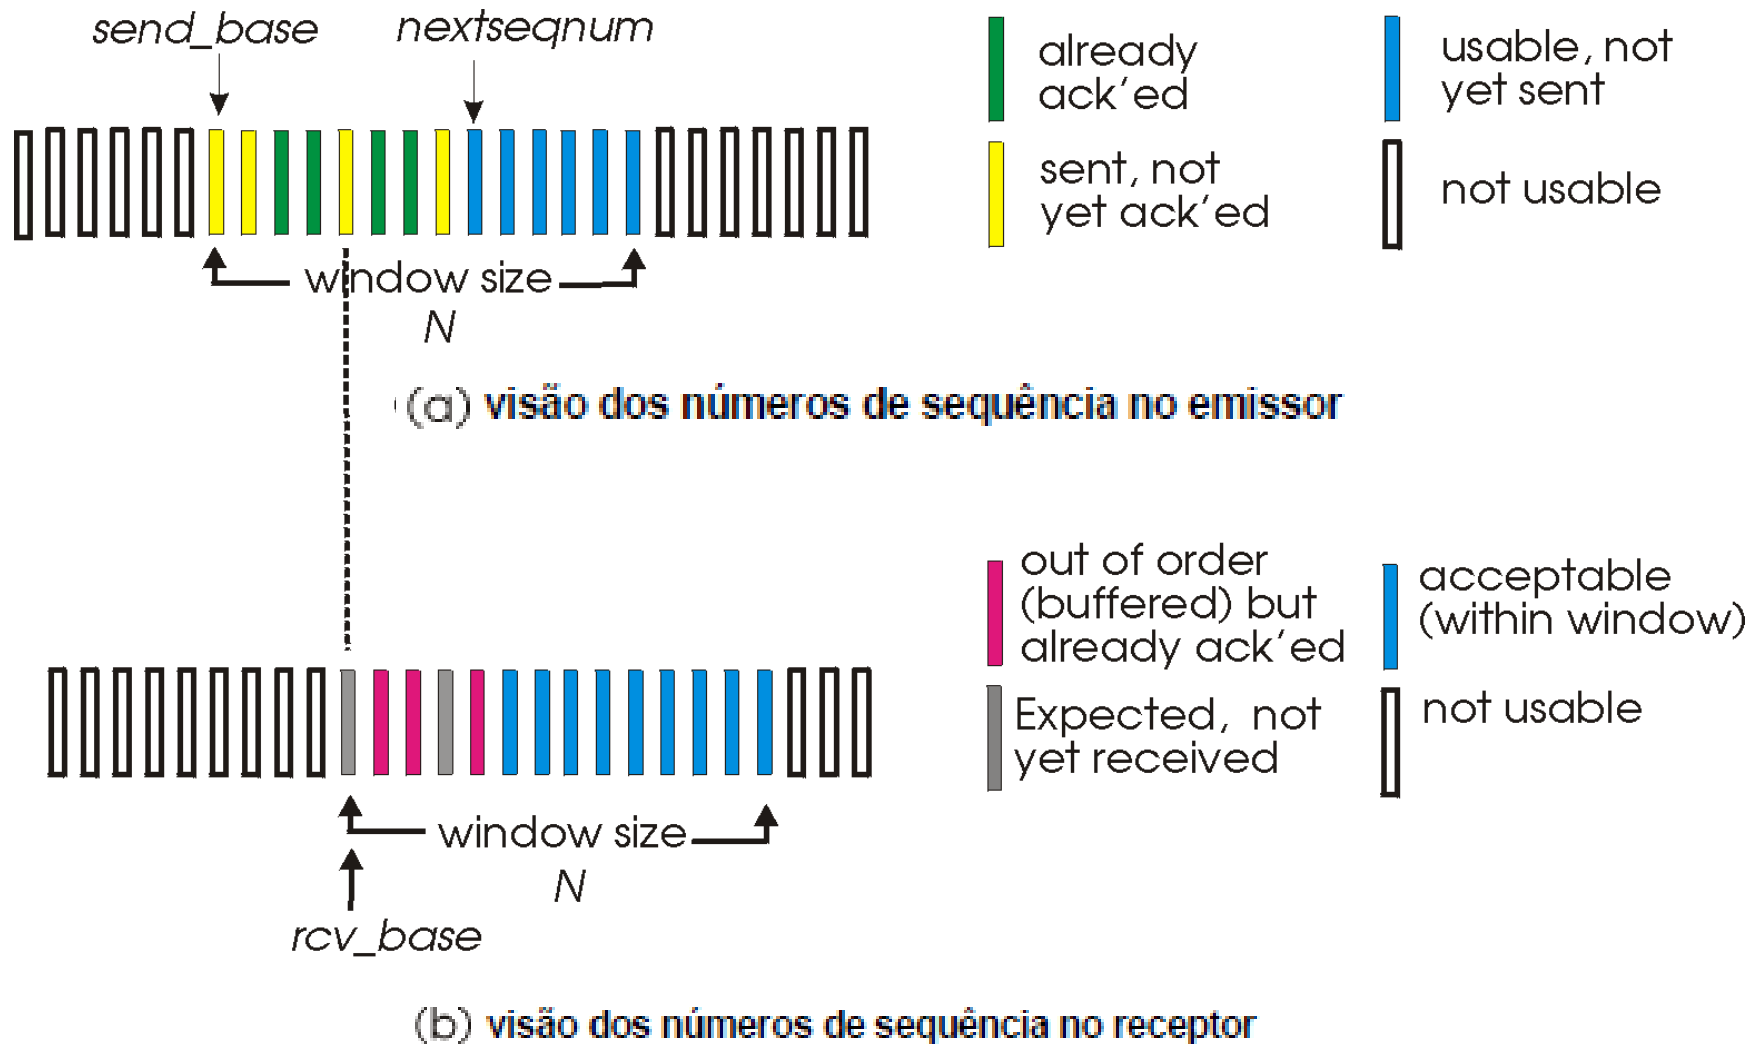 send_base
nextseqnum
already
ack'ed
usable, not
yet sent
sent, not
yet ack'ed
not usable
window size
N
(a) visão dos números de sequência no emissor
out of order
(buffered) but
already ack'ed
acceptable
(within window)
Expected, not
yet received
not usable
window size
N
rcv_base
(b) visão dos números de sequência no receptor